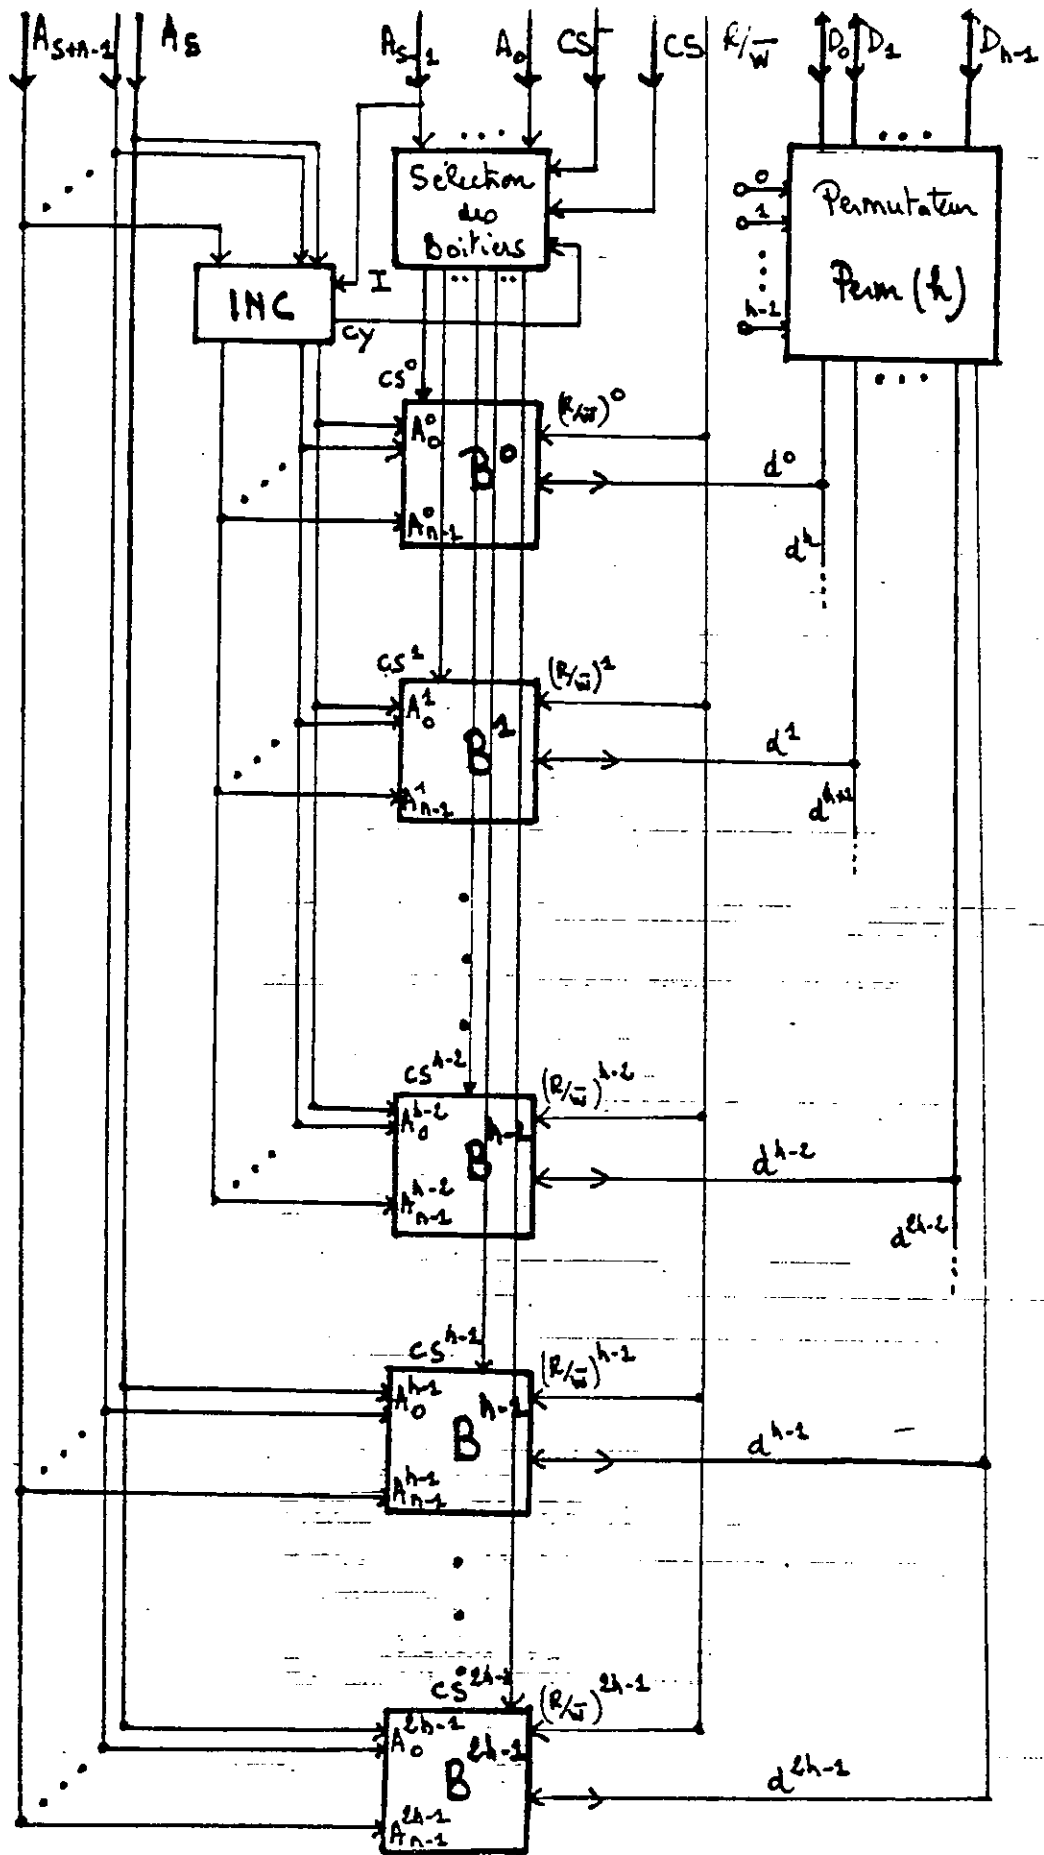 A_{s+n-1} A_s A_{s-1} A_0 CS‾ CS R/W̅ D_0 D_1 D_{h-1}
...
...
Sélection
des
Boitiers
0
1
h-1
Permutateur
Perm (h)
INC
I
Cy
...
...
...
CS^0
(R/W̅)^0
A_0^0
B^0
A_{n-1}^0
d^0
d^h
CS^1
(R/W̅)^1
A_0^1
B^1
A_{n-1}^1
d^1
d^{h+1}
CS^{h-2}
(R/W̅)^{h-2}
A_0^{h-2}
B^{h-1}
A_{n-1}^{h-2}
d^{h-2}
d^{2h-2}
CS^{h-1}
(R/W̅)^{h-1}
A_0^{h-1}
B^{h-1}
A_{n-1}^{h-1}
d^{h-1}
CS^{2h-1}
(R/W̅)^{2h-1}
A_0^{2h-1}
B^{2h-1}
A_{n-1}^{2h-1}
d^{2h-1}